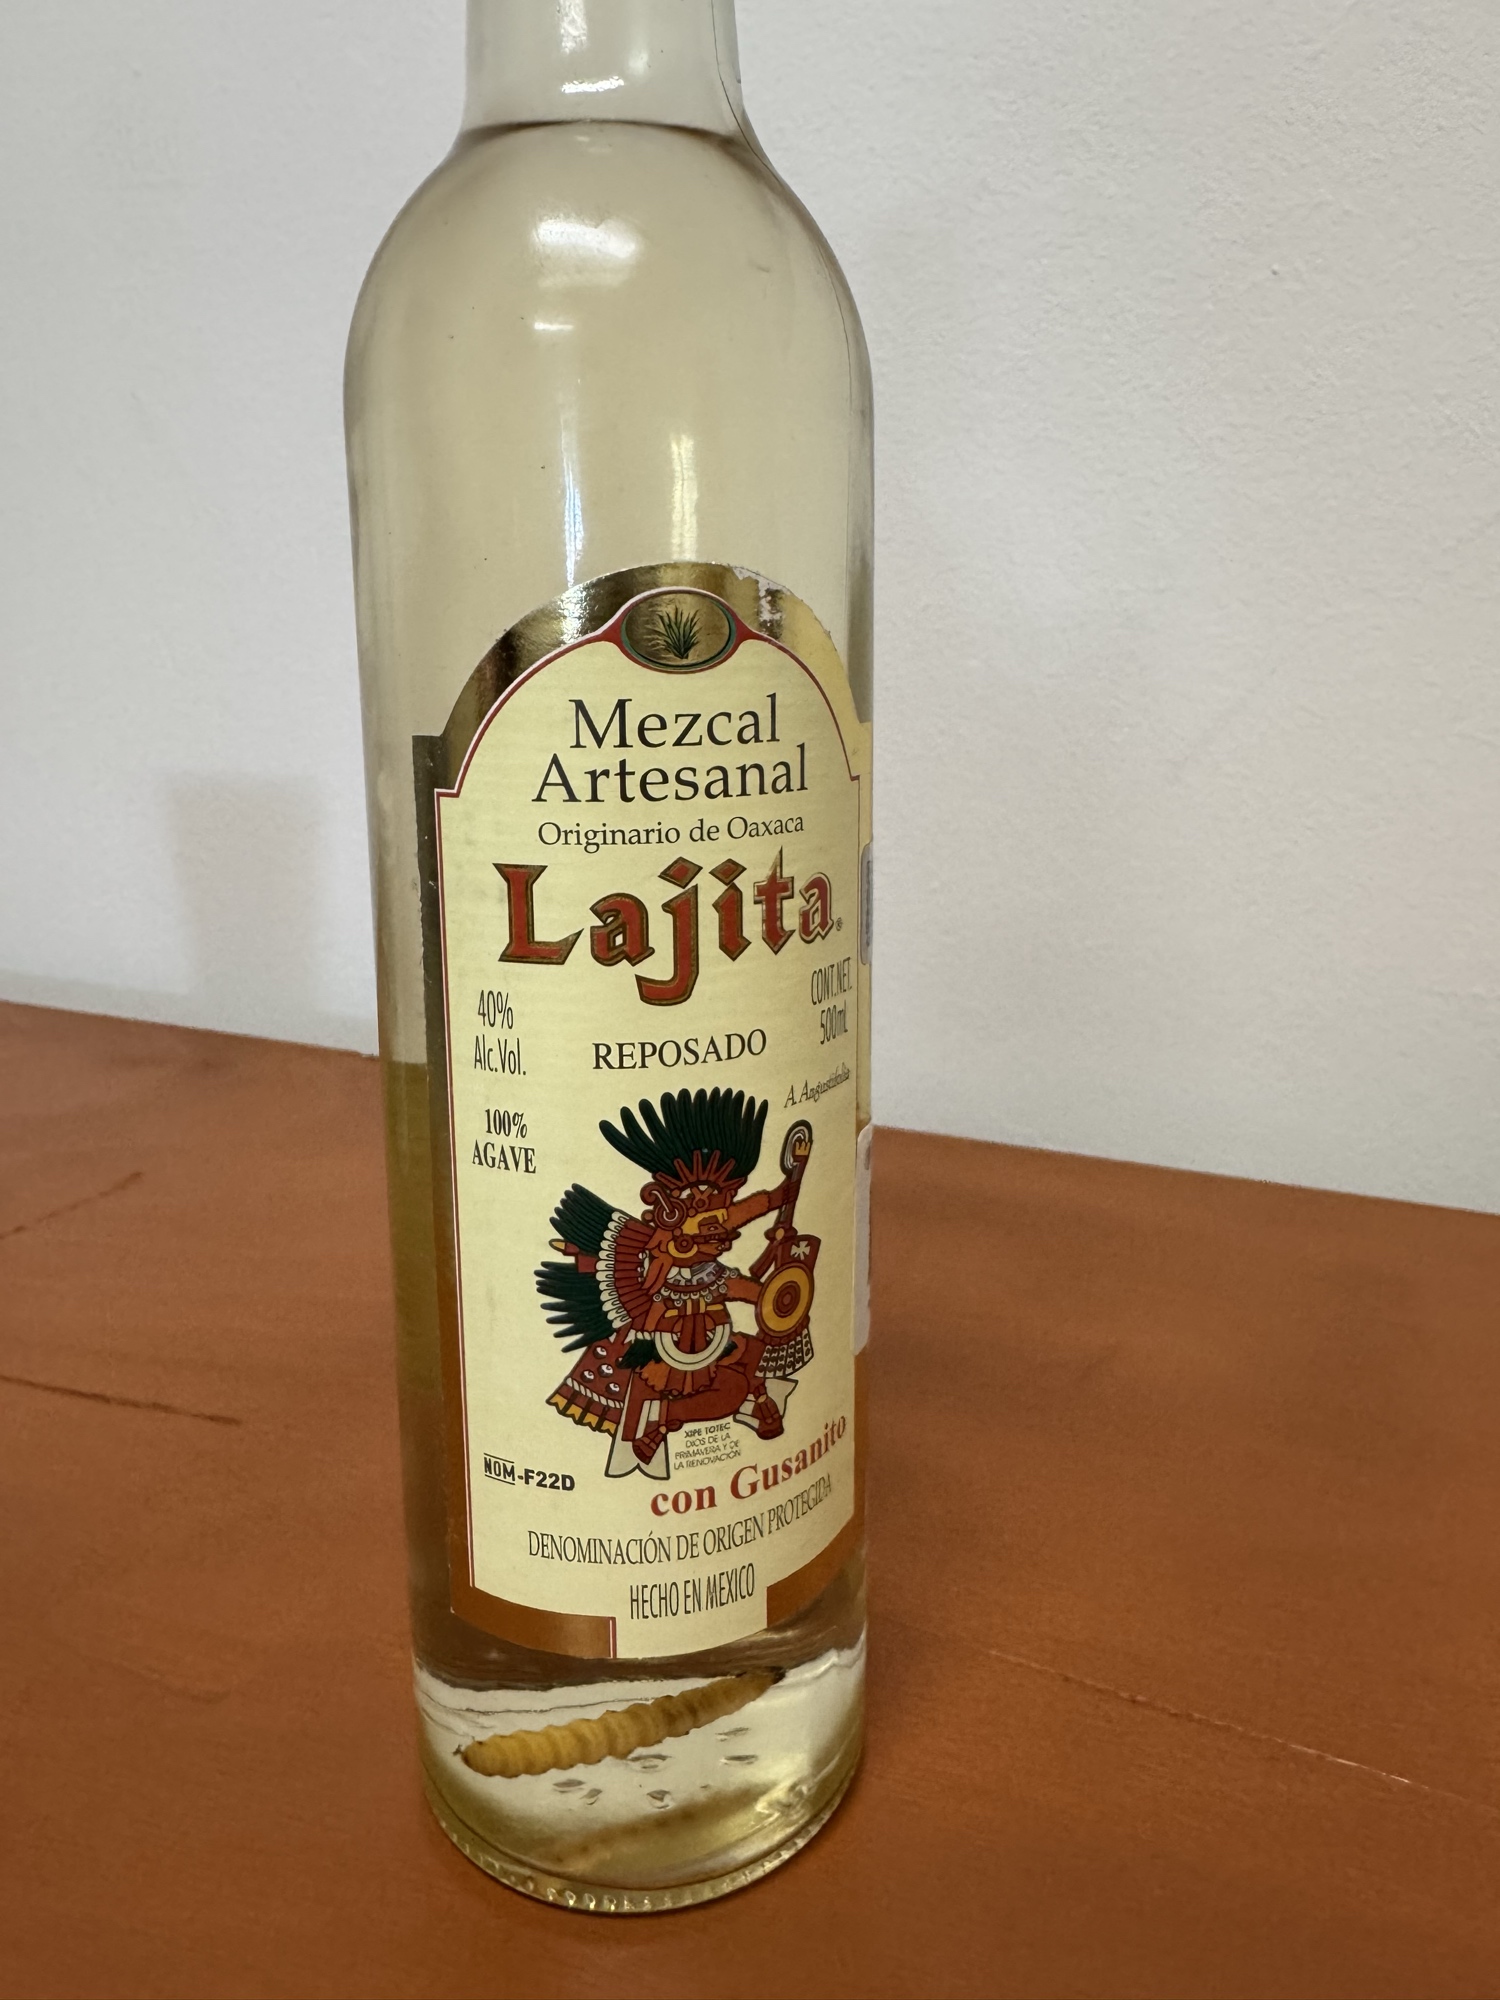 Mezcal
Artesanal
Originario de Oaxaca
Lajita®
40%
Alc.Vol.
CONT.NET.
500mL
REPOSADO
A. Angustifolia
100%
AGAVE
XIPE TOTEC
DIOS DE LA
PRIMAVERA Y DE
LA RENOVACIÓN
NOM-F22D
con Gusanito
DENOMINACIÓN DE ORIGEN PROTEGIDA
HECHO EN MEXICO